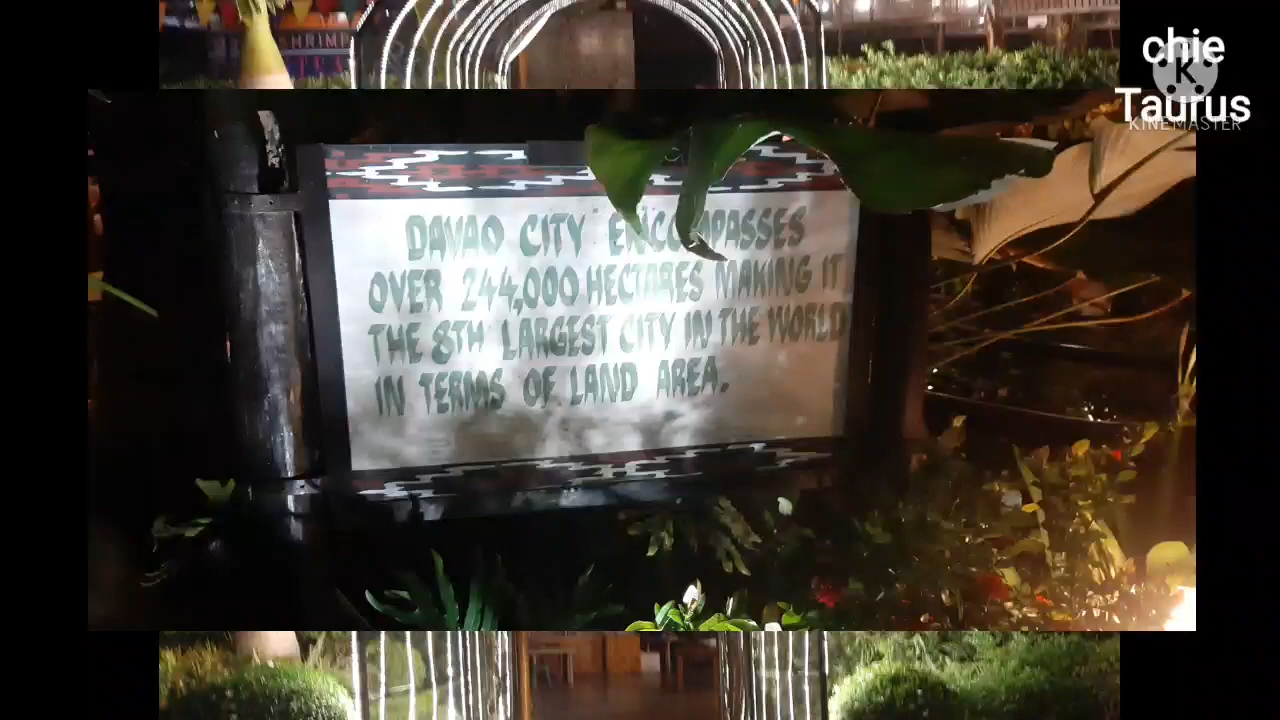 SHRIMP
chie
Taurus
K
KINEMASTER
DAVAO CITY ENCOMPASSES
OVER 244,000 HECTARES MAKING IT
THE 8TH LARGEST CITY IN THE WORLD
IN TERMS OF LAND AREA.